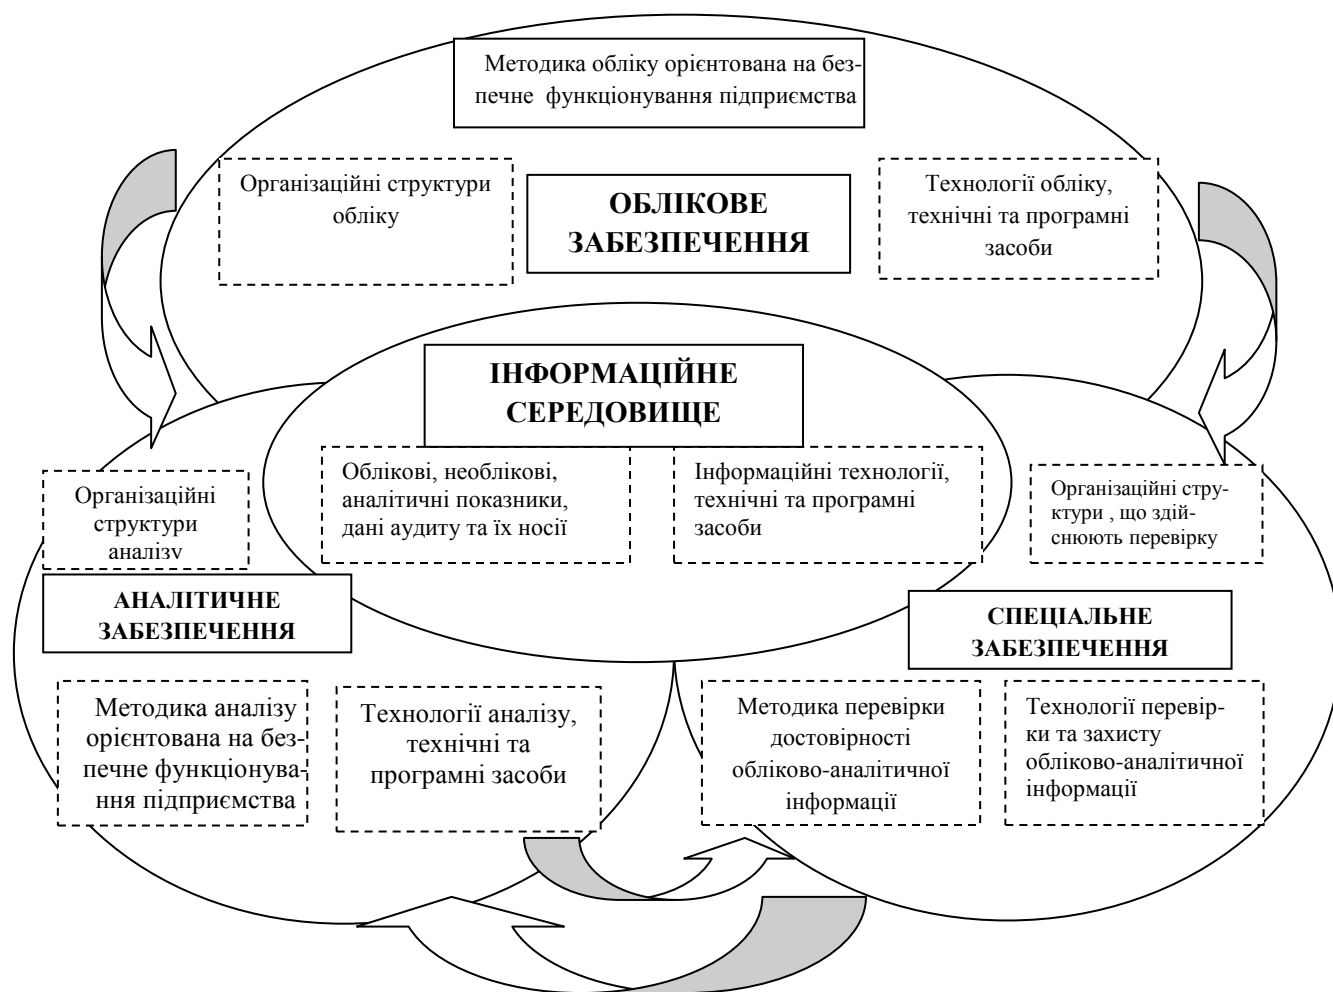 Методика обліку орієнтована на без-
печне функціонування підприємства
Організаційні структури
обліку
ОБЛІКОВЕ
ЗАБЕЗПЕЧЕННЯ
Технології обліку,
технічні та програмні
засоби
ІНФОРМАЦІЙНЕ
СЕРЕДОВИЩЕ
Облікові, необлікові,
аналітичні показники,
дані аудиту та їх носії
Інформаційні технології,
технічні та програмні
засоби
Організаційні
структури
аналізу
Організаційні стру-
ктури , що здій-
снюють перевірку
АНАЛІТИЧНЕ
ЗАБЕЗПЕЧЕННЯ
СПЕЦІАЛЬНЕ
ЗАБЕЗПЕЧЕННЯ
Методика аналізу
орієнтована на без-
печне функціонува-
ння підприємства
Технології аналізу,
технічні та
програмні засоби
Методика перевірки
достовірності
обліково-аналітичної
інформації
Технології перевір-
ки та захисту
обліково-аналітичної
інформації